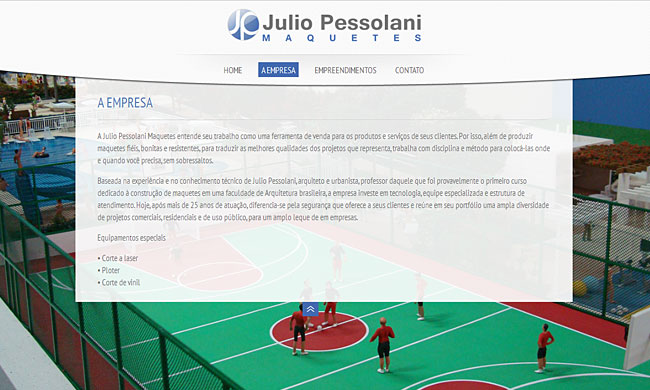 Julio Pessolani
MAQUETES
HOME A EMPRESA EMPREENDIMENTOS CONTATO
A EMPRESA
A Julio Pessolani Maquetes entende seu trabalho como uma ferramenta de venda para os produtos e serviços de seus clientes. Por isso, além de produzir
maquetes fiéis, bonitas e resistentes, para traduzir as melhores qualidades dos projetos que representa, trabalha com disciplina e método para colocá-las onde
e quando você precisa, sem sobressaltos.
Baseada na experiência e no conhecimento técnico de Julio Pessolani, arquiteto e urbanista, professor daquele que foi provavelmente o primeiro curso
dedicado à construção de maquetes em uma faculdade de Arquitetura brasileira, a empresa investe em tecnologia, equipe especializada e estrutura de
atendimento. Hoje, após mais de 25 anos de atuação, diferencia-se pela segurança que oferece a seus clientes e reúne em seu portfólio uma ampla diversidade
de projetos comerciais, residenciais e de uso público, para um amplo leque de em empresas.
Equipamentos especiais
• Corte a laser
• Ploter
• Corte de vinil